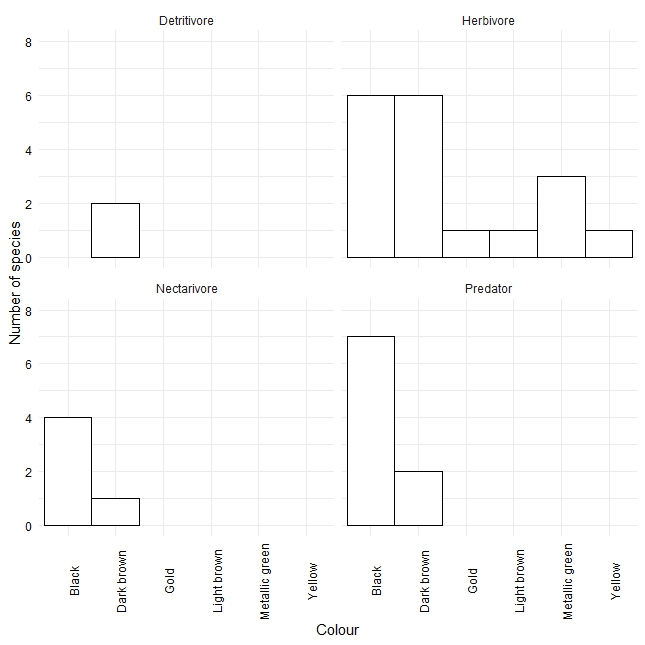 Detritivore
Herbivore
8
6
4
2
0
Number of species
Nectarivore
Predator
8
6
4
2
0
Black
Dark brown
Gold
Light brown
Metallic green
Yellow
Black
Dark brown
Gold
Light brown
Metallic green
Yellow
Colour